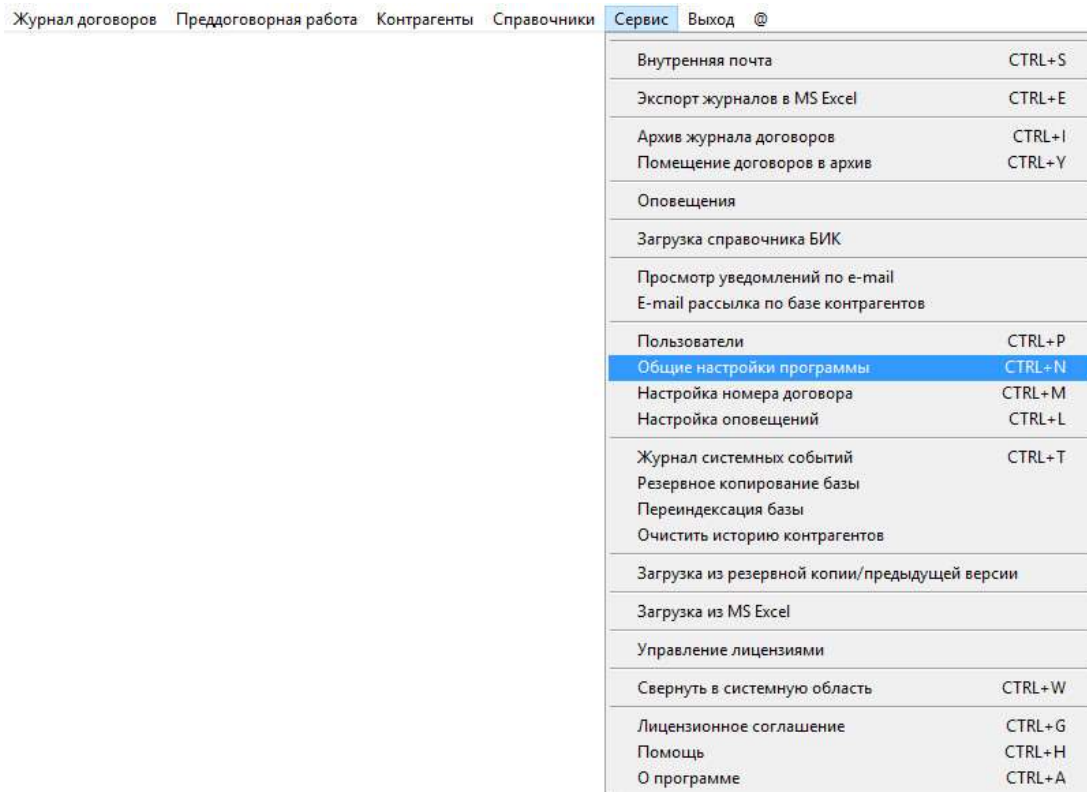 Журнал договоров Преддоговорная работа Контрагенты Справочники Сервис Выход @
Внутренняя почта CTRL+S
Экспорт журналов в MS Excel CTRL+E
Архив журнала договоров CTRL+I
Помещение договоров в архив CTRL+Y
Оповещения
Загрузка справочника БИК
Просмотр уведомлений по e-mail
E-mail рассылка по базе контрагентов
Пользователи CTRL+P
Общие настройки программы CTRL+N
Настройка номера договора CTRL+M
Настройка оповещений CTRL+L
Журнал системных событий CTRL+T
Резервное копирование базы
Переиндексация базы
Очистить историю контрагентов
Загрузка из резервной копии/предыдущей версии
Загрузка из MS Excel
Управление лицензиями
Свернуть в системную область CTRL+W
Лицензионное соглашение CTRL+G
Помощь CTRL+H
О программе CTRL+A